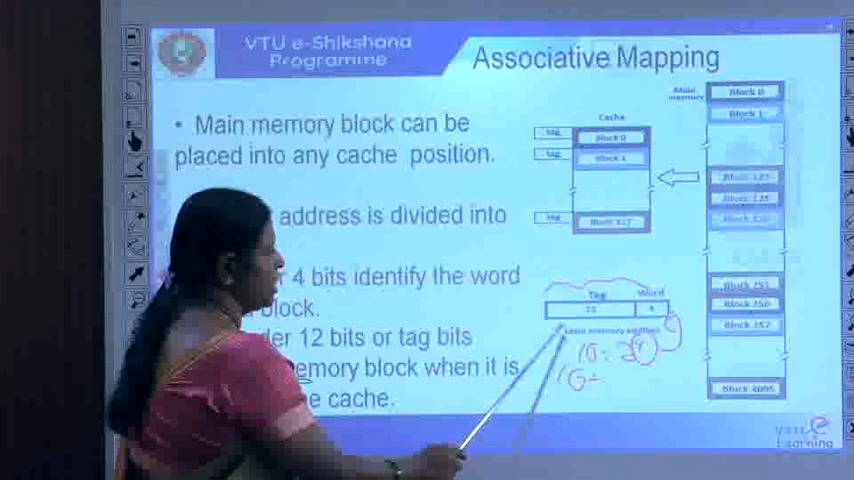 VTU e-Shikshana
Programme
Associative Mapping
• Main memory block can be
placed into any cache position.
address is divided into
4 bits identify the word
block.
der 12 bits or tag bits
emory block when it is
e cache.
Cache
tag
Block 0
tag
Block 1
tag
Block 127
Main
memory
Block 0
Block 1
Block 127
Block 128
Block 129
Block 255
Block 256
Block 257
Block 4095
Tag
Word
12
4
Main memory address
16
16
e
Learning